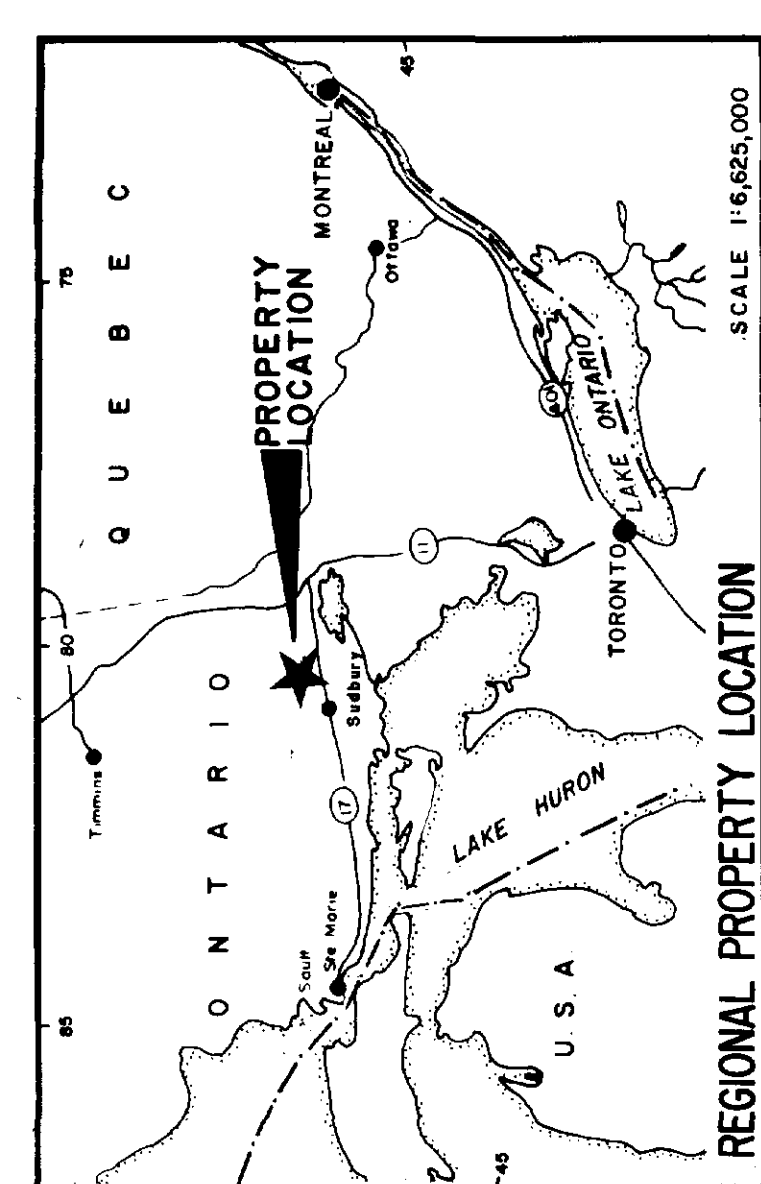 QUEBEC
ONTARIO
PROPERTY
LOCATION
MONTREAL
Ottawa
Timmins
Sudbury
Sault
Ste Marie
TORONTO
LAKE ONTARIO
LAKE HURON
U.S.A.
11
17
401
45
75
80
85
45
SCALE 1:6,625,000
REGIONAL PROPERTY LOCATION